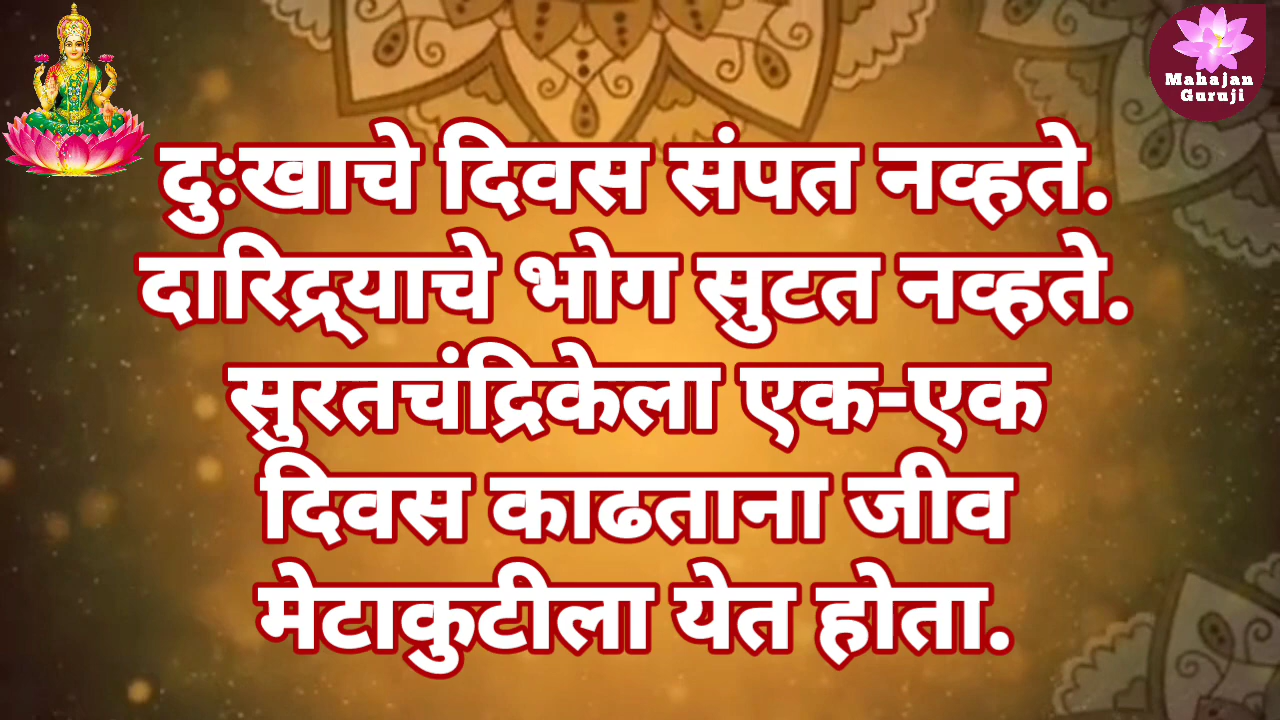 Mahajan
Guruji
दुःखाचे दिवस संपत नव्हते.
दारिद्र्याचे भोग सुटत नव्हते.
सुरतचंद्रिकेला एक-एक
दिवस काढताना जीव
मेटाकुटीला येत होता.